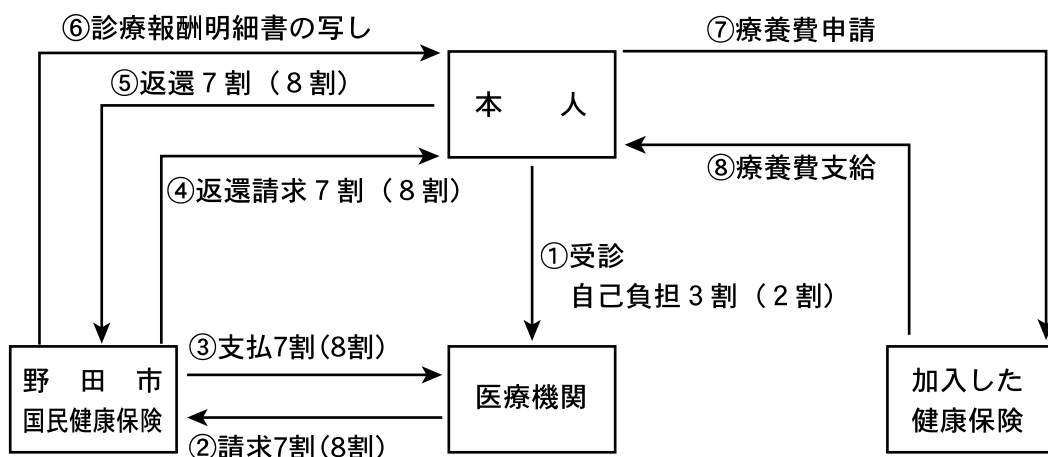 ⑥診療報酬明細書の写し
⑦療養費申請
⑤返還７割（８割）
本　　人
④返還請求７割（８割）
⑧療養費支給
①受診
自己負担３割（２割）
③支払7割(8割)
野　田　市
国民健康保険
医療機関
加入した
健康保険
②請求7割(8割)